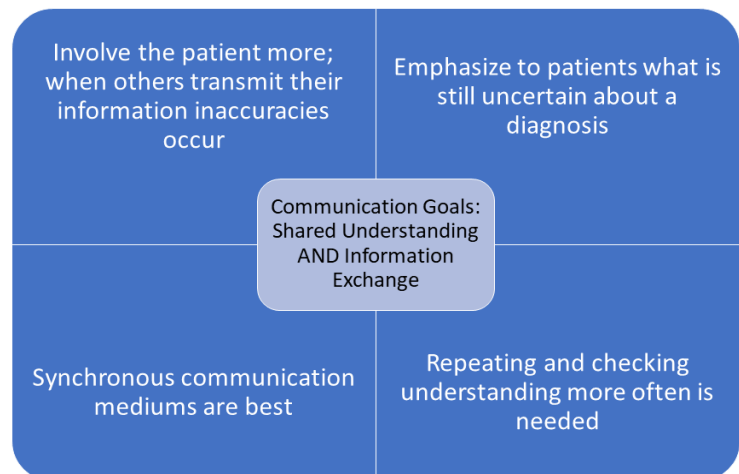 Involve the patient more;
when others transmit their
information inaccuracies
occur
Emphasize to patients what is
still uncertain about a
diagnosis
Communication Goals:
Shared Understanding
AND Information
Exchange
Synchronous communication
mediums are best
Repeating and checking
understanding more often is
needed